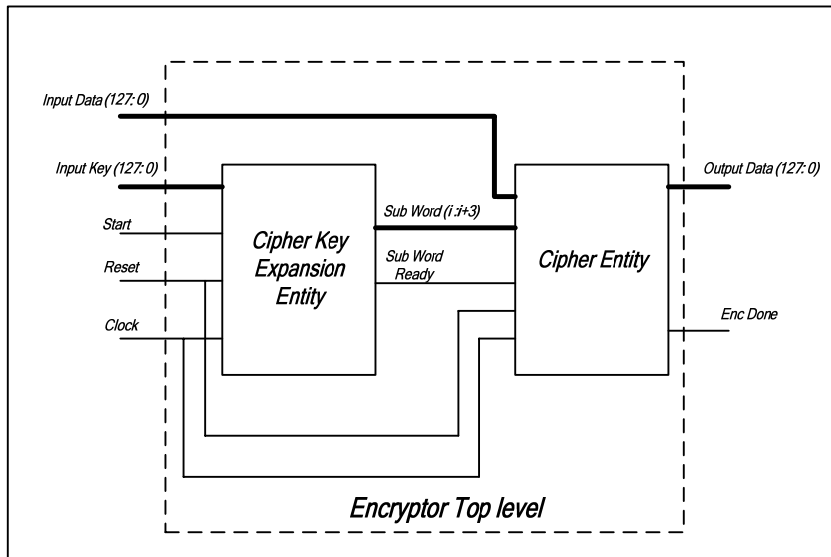 Input Data (127:0)
Input Key (127:0)
Output Data (127:0)
Start
Sub Word (i :i+3)
Cipher Key
Expansion
Entity
Cipher Entity
Sub Word
Ready
Reset
Clock
Enc Done
Encryptor Top level